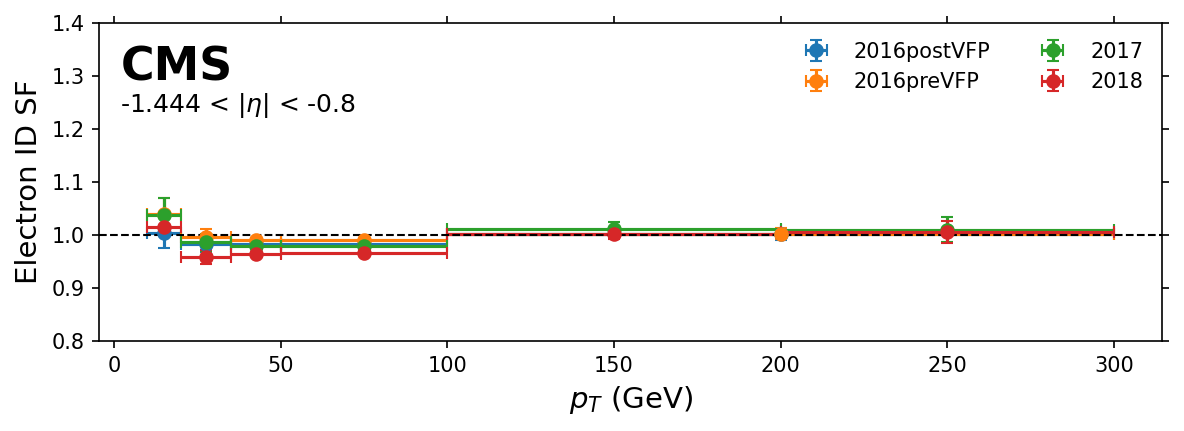 CMS
-1.444 < |η| < -0.8
2016postVFP
2016preVFP
2017
2018
Electron ID SF
1.4
1.3
1.2
1.1
1.0
0.9
0.8
0 50 100 150 200 250 300
p_T (GeV)